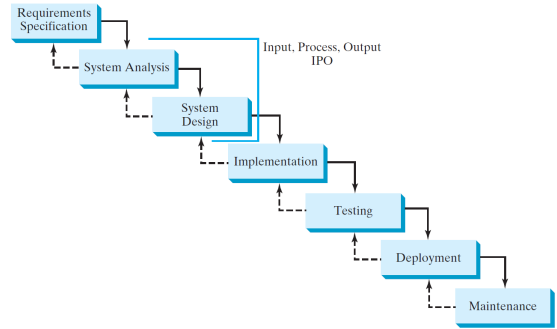 Requirements
Specification
Input, Process, Output
IPO
System Analysis
System
Design
Implementation
Testing
Deployment
Maintenance